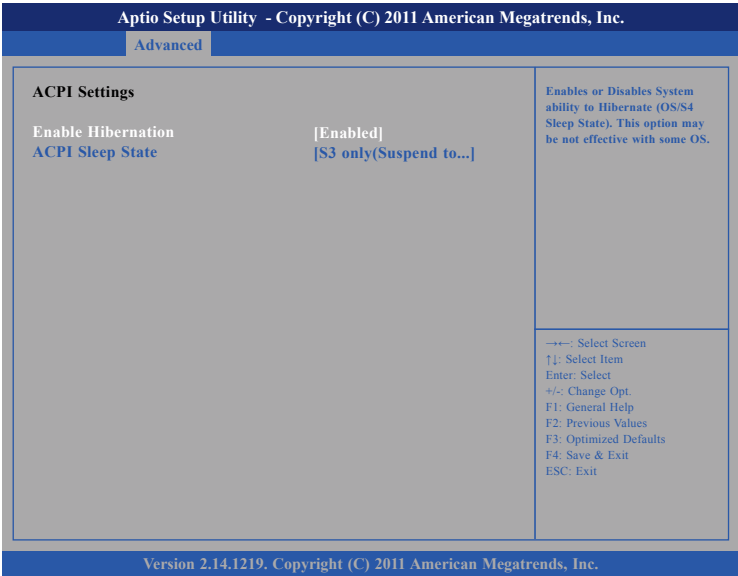 Aptio Setup Utility - Copyright (C) 2011 American Megatrends, Inc.
Advanced
ACPI Settings
Enable Hibernation [Enabled]
ACPI Sleep State [S3 only(Suspend to...]
Enables or Disables System
ability to Hibernate (OS/S4
Sleep State). This option may
be not effective with some OS.
→←: Select Screen
↑↓: Select Item
Enter: Select
+/-: Change Opt.
F1: General Help
F2: Previous Values
F3: Optimized Defaults
F4: Save & Exit
ESC: Exit
Version 2.14.1219. Copyright (C) 2011 American Megatrends, Inc.